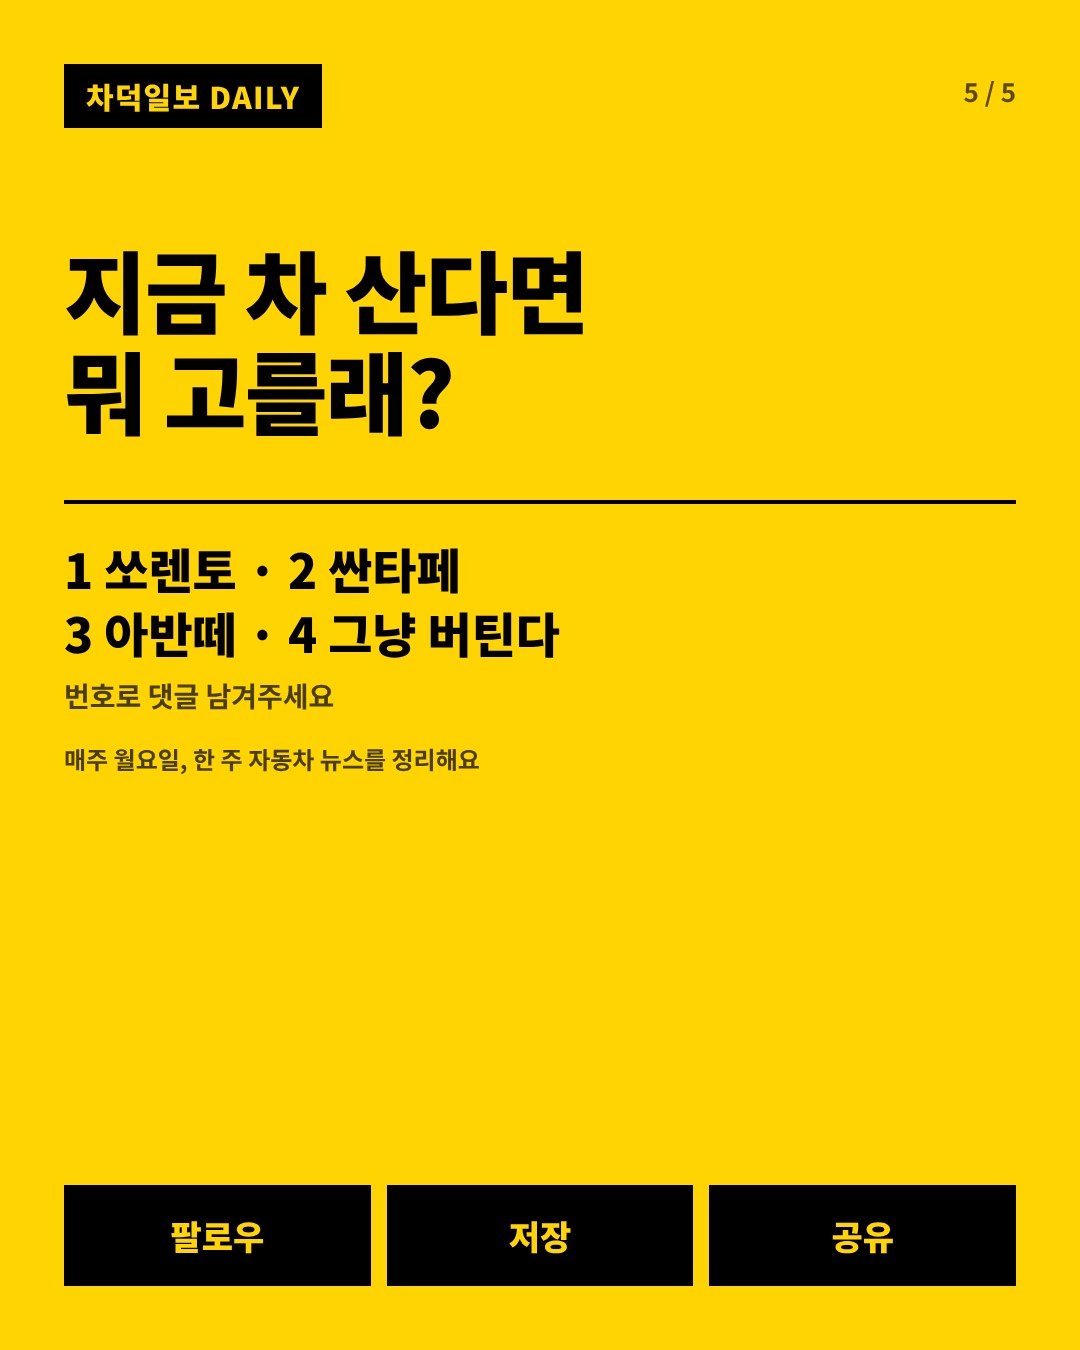 차덕일보 DAILY
5 / 5
지금 차 산다면
뭐 고를래?
1 쏘렌토 · 2 싼타페
3 아반떼 · 4 그냥 버틴다
번호로 댓글 남겨주세요
매주 월요일, 한 주 자동차 뉴스를 정리해요
팔로우
저장
공유